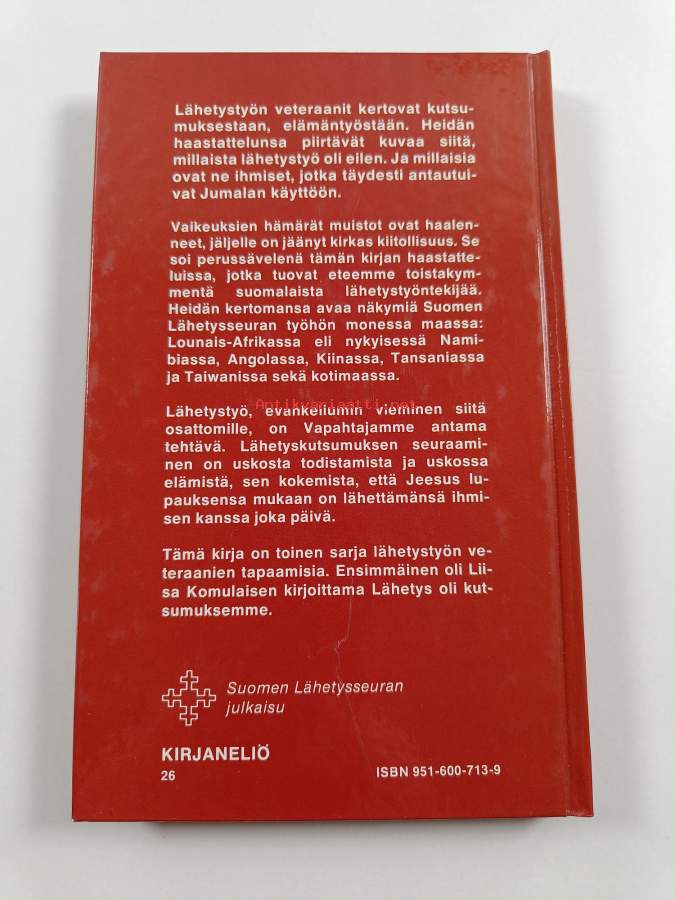 Lähetystyön veteraanit kertovat kutsu-
muksestaan, elämäntyöstään. Heidän
haastattelunsa piirtävät kuvaa siitä,
millaista lähetystyö oli eilen. Ja millaisia
ovat ne ihmiset, jotka täydesti antautui-
vat Jumalan käyttöön.
Vaikeuksien hämärät muistot ovat haalen-
neet, jäljelle on jäänyt kirkas kiitollisuus. Se
soi perussävelenä tämän kirjan haastatte-
luissa, jotka tuovat eteemme toistakym-
mentä suomalaista lähetystyöntekijää.
Heidän kertomansa avaa näkymiä Suomen
Lähetysseuran työhön monessa maassa:
Lounais-Afrikassa eli nykyisessä Nami-
biassa, Angolassa, Kiinassa, Tansaniassa
ja Taiwanissa sekä kotimaassa.
Antikvariaatti.net
Lähetystyö, evankeliumin vieminen siitä
osattomille, on Vapahtajamme antama
tehtävä. Lähetyskutsumuksen seuraami-
nen on uskosta todistamista ja uskossa
elämistä, sen kokemista, että Jeesus lu-
pauksensa mukaan on lähettämänsä ihmi-
sen kanssa joka päivä.
Tämä kirja on toinen sarja lähetystyön ve-
teraanien tapaamisia. Ensimmäinen oli Lii-
sa Komulaisen kirjoittama Lähetys oli kut-
sumuksemme.
Suomen Lähetysseuran
julkaisu
KIRJANELIÖ
26 ISBN 951-600-713-9